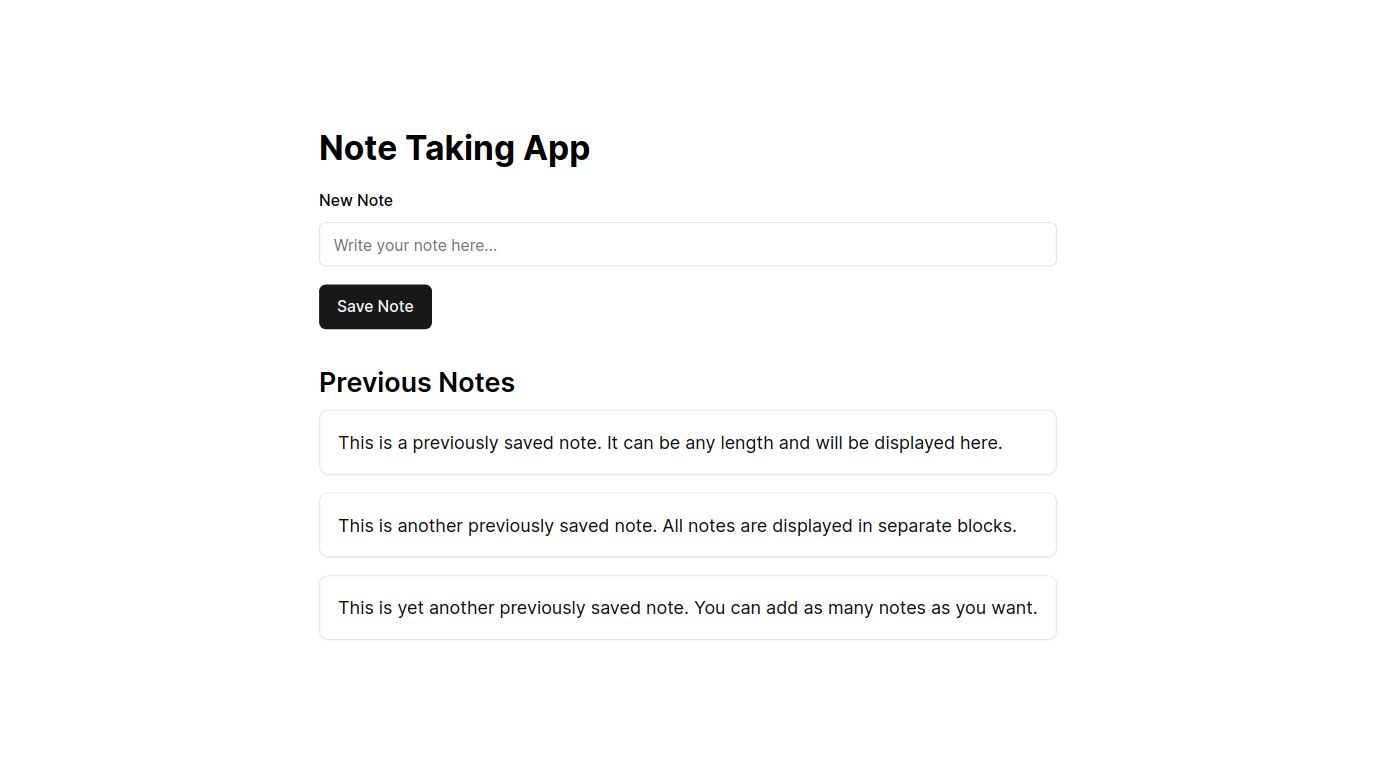 Note Taking App
New Note
Write your note here...
Save Note
Previous Notes
This is a previously saved note. It can be any length and will be displayed here.
This is another previously saved note. All notes are displayed in separate blocks.
This is yet another previously saved note. You can add as many notes as you want.